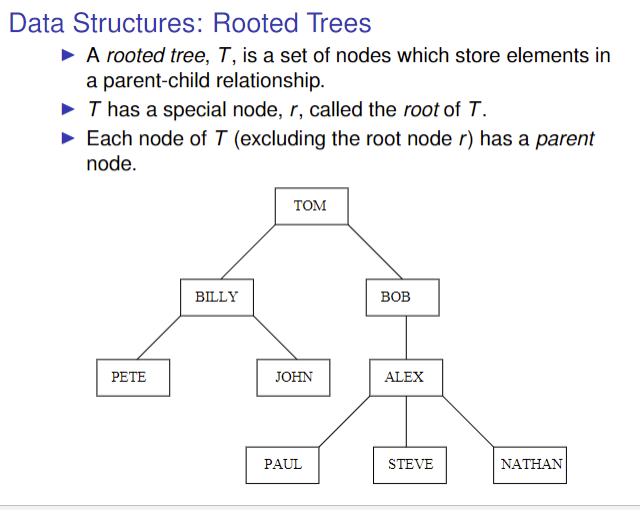 Data Structures: Rooted Trees
▶ A rooted tree, T, is a set of nodes which store elements in
a parent-child relationship.
▶ T has a special node, r, called the root of T.
▶ Each node of T (excluding the root node r) has a parent
node.
TOM
BILLY
BOB
PETE
JOHN
ALEX
PAUL
STEVE
NATHAN